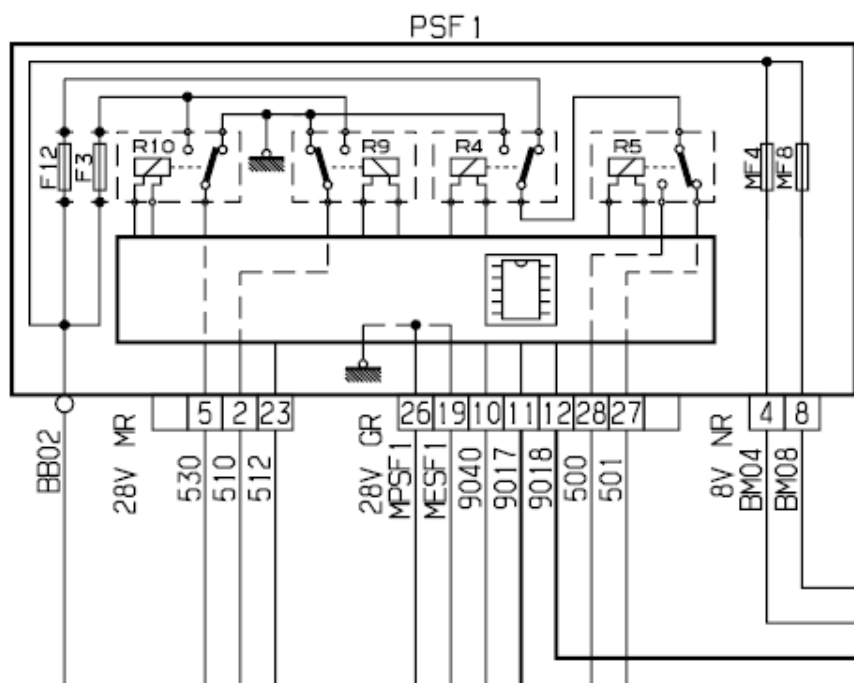 PSF1
F12
F3
R10
R9
R4
R5
MF4
MF8
5 2 23
26 19 10 11 12 28 27
4 8
BB02
28V MR
530
510
512
28V GR
MPSF1
MESF1
9040
9017
9018
500
501
8V NR
BM04
BM08